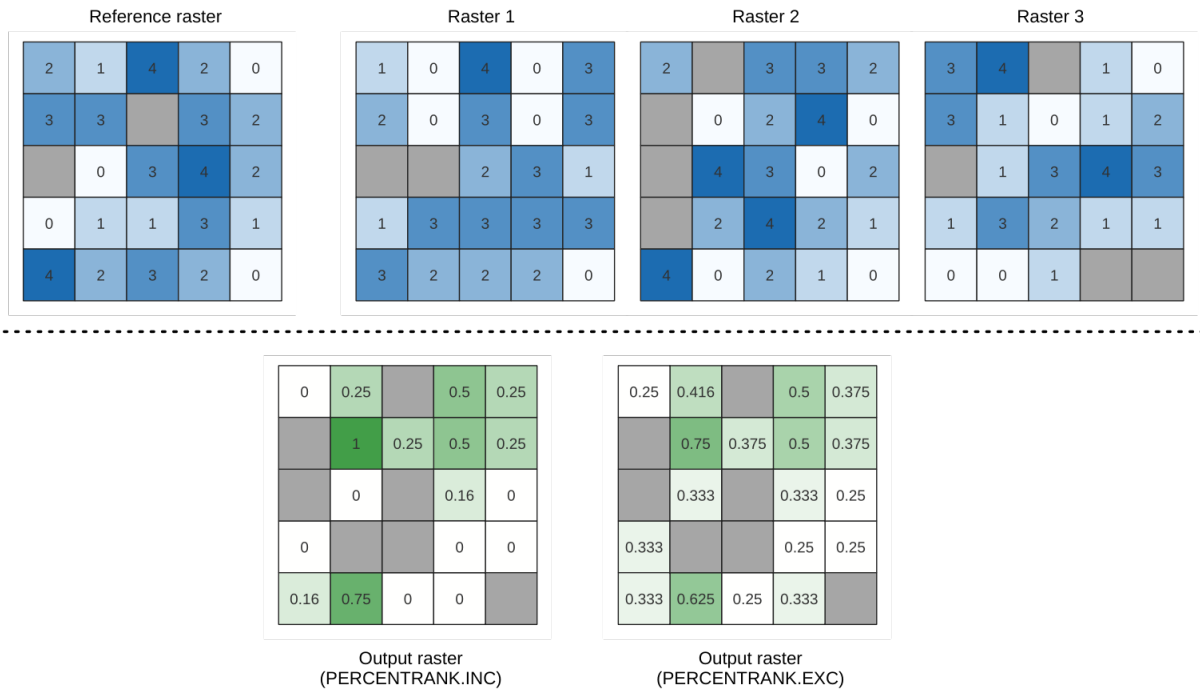 Reference raster Raster 1 Raster 2 Raster 3
2 1 4 2 0 1 0 4 0 3 2 3 3 2 3 4 1 0
3 3 3 2 2 0 3 0 3 0 2 4 0 3 1 0 1 2
0 3 4 2 2 3 1 4 3 0 2 1 3 4 3
0 1 1 3 1 1 3 3 3 3 2 4 2 1 1 3 2 1 1
4 2 3 2 0 3 2 2 2 0 4 0 2 1 0 0 0 1
0 0.25 0.5 0.25 0.25 0.416 0.5 0.375
1 0.25 0.5 0.25 0.75 0.375 0.5 0.375
0 0.16 0 0.333 0.333 0.25
0 0 0 0.333 0.25 0.25
0.16 0.75 0 0 0.333 0.625 0.25 0.333
Output raster Output raster
(PERCENTRANK.INC) (PERCENTRANK.EXC)